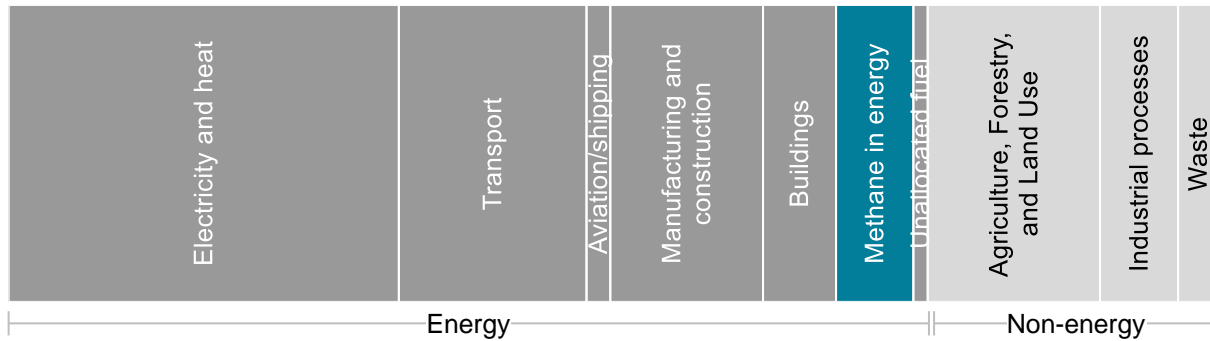 Electricity and heat
Transport
Aviation/shipping
Manufacturing and
construction
Buildings
Methane in energy
Unallocated fuel
Agriculture, Forestry,
and Land Use
Industrial processes
Waste
Energy
Non-energy